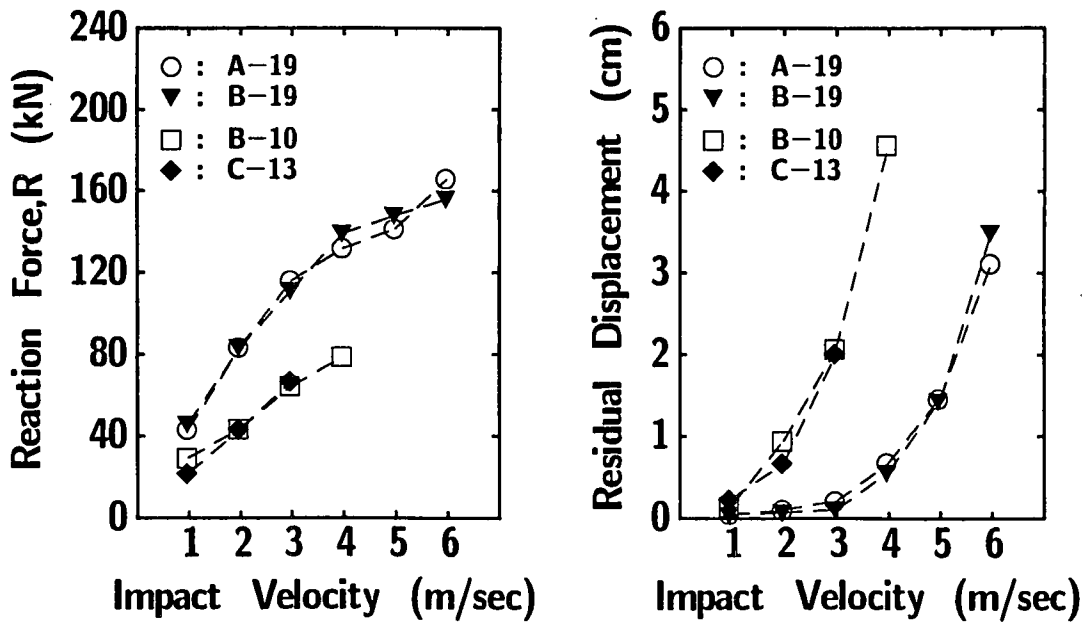 240
200
160
120
80
40
0
Reaction Force,R (kN)
○ : A-19
▼ : B-19
□ : B-10
◆ : C-13
1 2 3 4 5 6
Impact Velocity (m/sec)
6
5
4
3
2
1
0
Residual Displacement (cm)
○ : A-19
▼ : B-19
□ : B-10
◆ : C-13
1 2 3 4 5 6
Impact Velocity (m/sec)